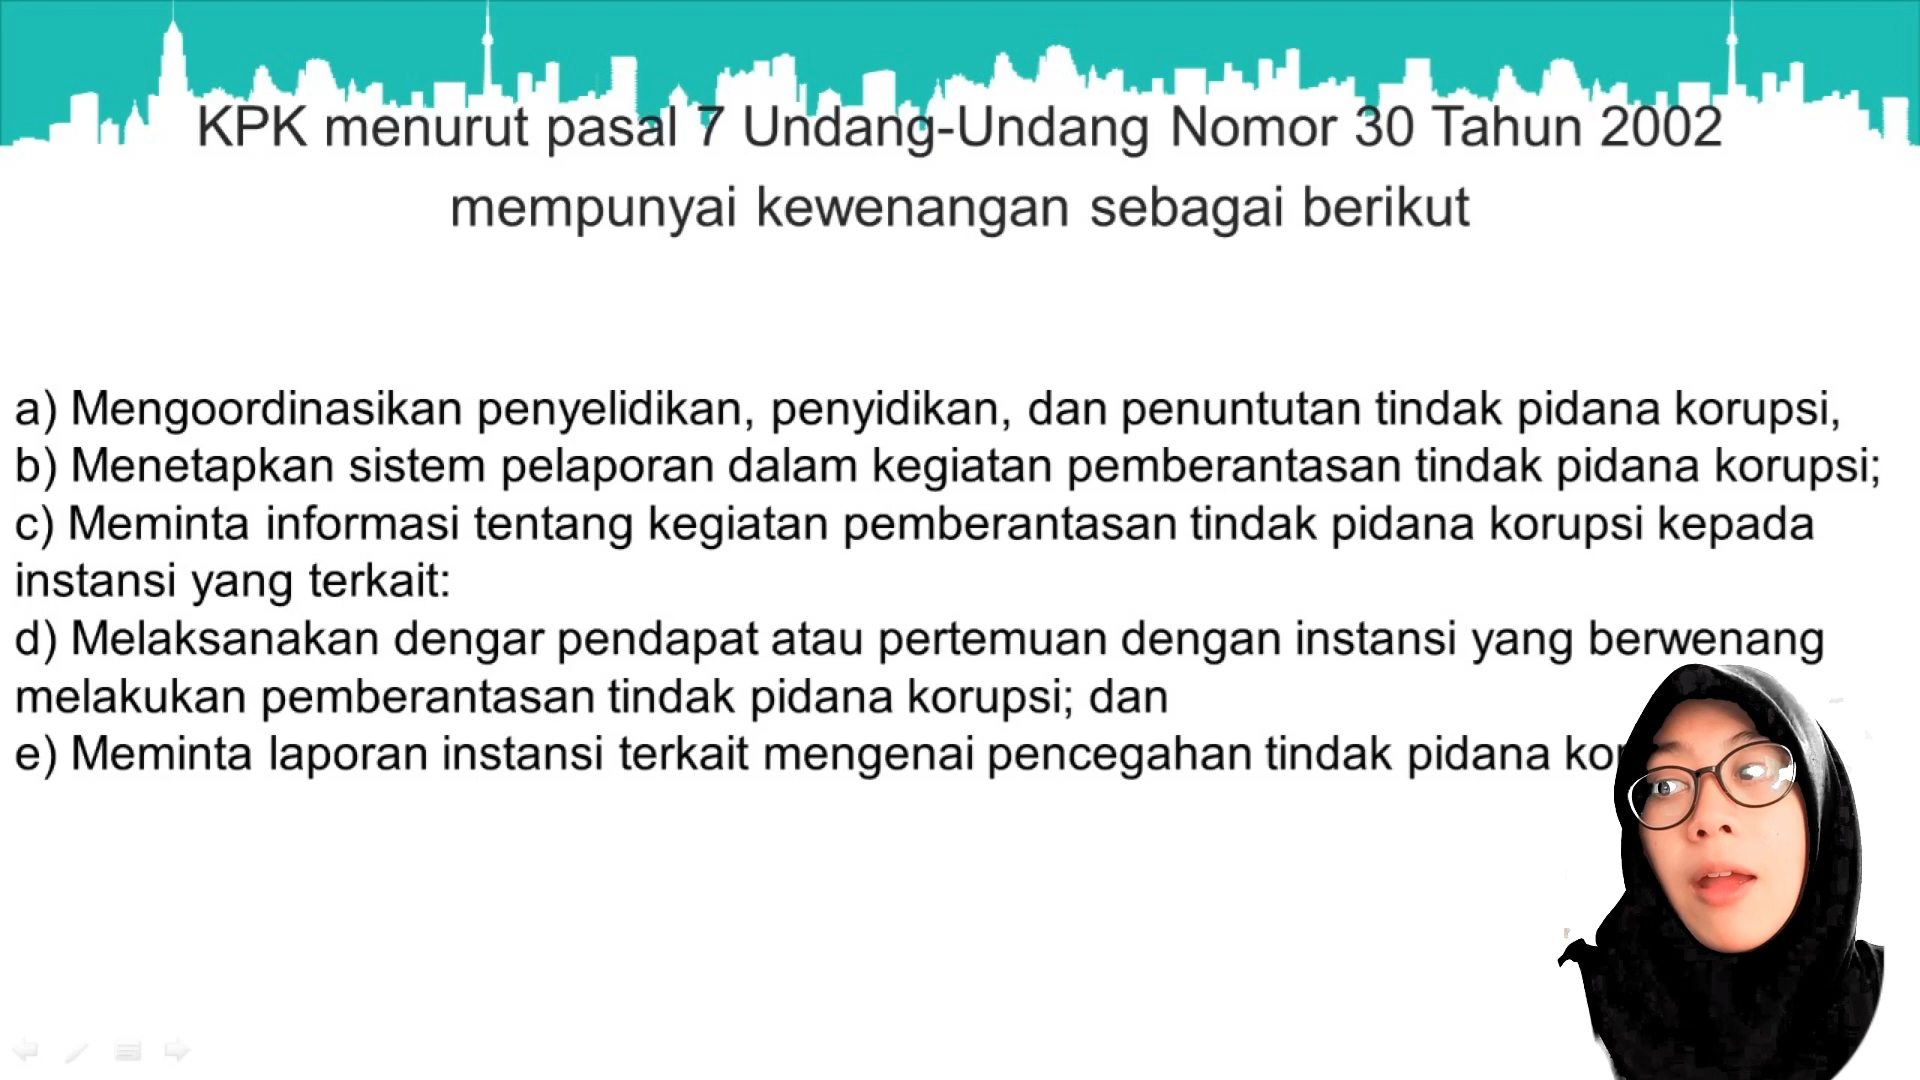 KPK menurut pasal 7 Undang-Undang Nomor 30 Tahun 2002
mempunyai kewenangan sebagai berikut
a) Mengoordinasikan penyelidikan, penyidikan, dan penuntutan tindak pidana korupsi,
b) Menetapkan sistem pelaporan dalam kegiatan pemberantasan tindak pidana korupsi;
c) Meminta informasi tentang kegiatan pemberantasan tindak pidana korupsi kepada
instansi yang terkait:
d) Melaksanakan dengar pendapat atau pertemuan dengan instansi yang berwenang
melakukan pemberantasan tindak pidana korupsi; dan
e) Meminta laporan instansi terkait mengenai pencegahan tindak pidana